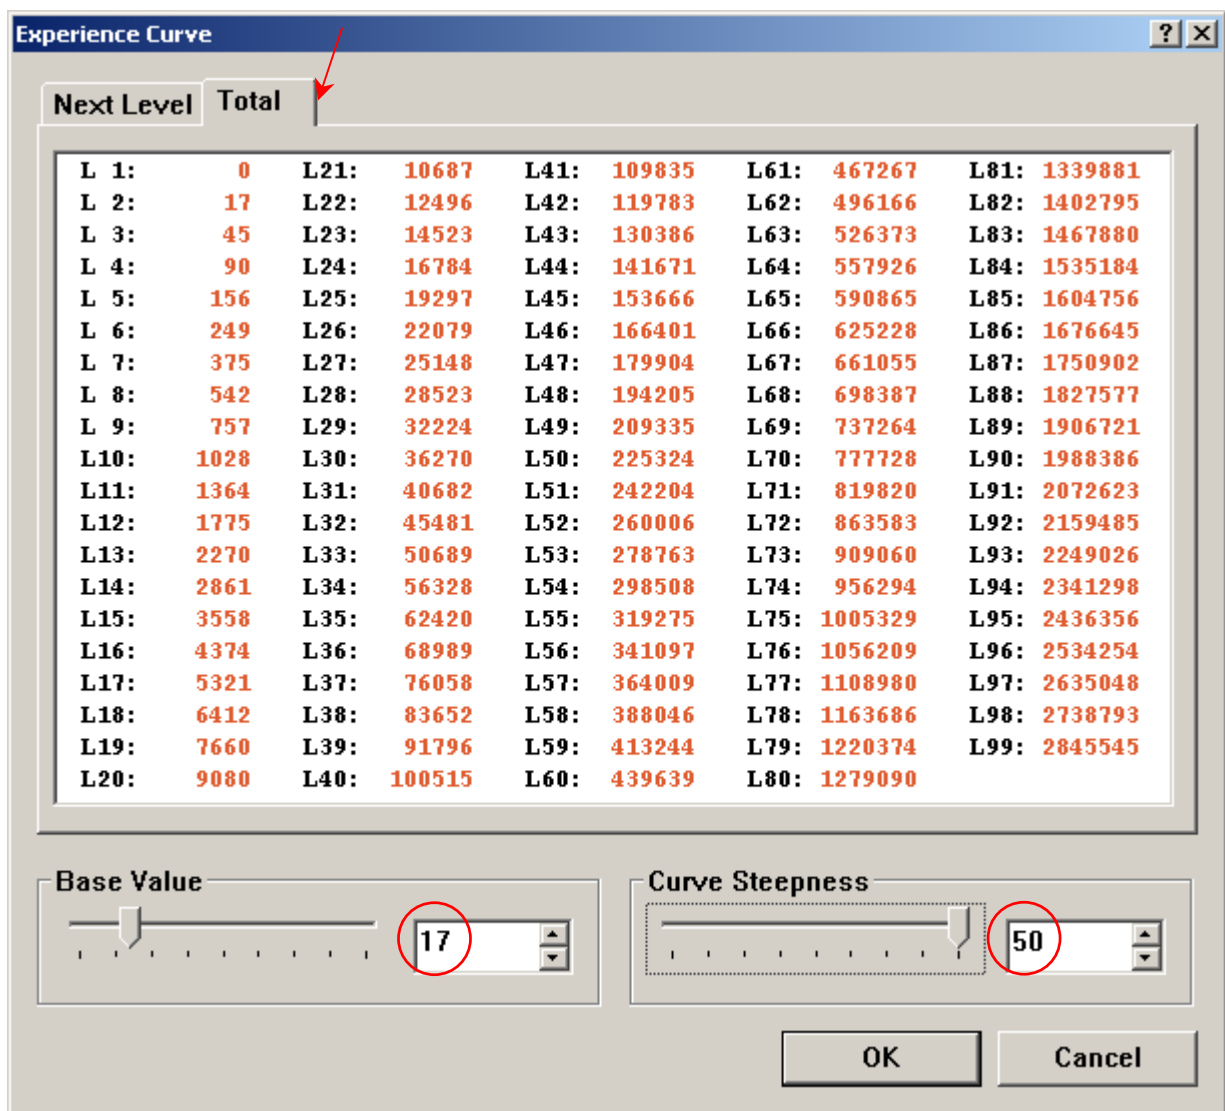 Experience Curve
Next Level Total
L 1: 0 L21: 10687 L41: 109835 L61: 467267 L81: 1339881
L 2: 17 L22: 12496 L42: 119783 L62: 496166 L82: 1402795
L 3: 45 L23: 14523 L43: 130386 L63: 526373 L83: 1467880
L 4: 90 L24: 16784 L44: 141671 L64: 557926 L84: 1535184
L 5: 156 L25: 19297 L45: 153666 L65: 590865 L85: 1604756
L 6: 249 L26: 22079 L46: 166401 L66: 625228 L86: 1676645
L 7: 375 L27: 25148 L47: 179904 L67: 661055 L87: 1750902
L 8: 542 L28: 28523 L48: 194205 L68: 698387 L88: 1827577
L 9: 757 L29: 32224 L49: 209335 L69: 737264 L89: 1906721
L10: 1028 L30: 36270 L50: 225324 L70: 777728 L90: 1988386
L11: 1364 L31: 40682 L51: 242204 L71: 819820 L91: 2072623
L12: 1775 L32: 45481 L52: 260006 L72: 863583 L92: 2159485
L13: 2270 L33: 50689 L53: 278763 L73: 909060 L93: 2249026
L14: 2861 L34: 56328 L54: 298508 L74: 956294 L94: 2341298
L15: 3558 L35: 62420 L55: 319275 L75: 1005329 L95: 2436356
L16: 4374 L36: 68989 L56: 341097 L76: 1056209 L96: 2534254
L17: 5321 L37: 76058 L57: 364009 L77: 1108980 L97: 2635048
L18: 6412 L38: 83652 L58: 388046 L78: 1163686 L98: 2738793
L19: 7660 L39: 91796 L59: 413244 L79: 1220374 L99: 2845545
L20: 9080 L40: 100515 L60: 439639 L80: 1279090
Base Value Curve Steepness
17 50
OK Cancel